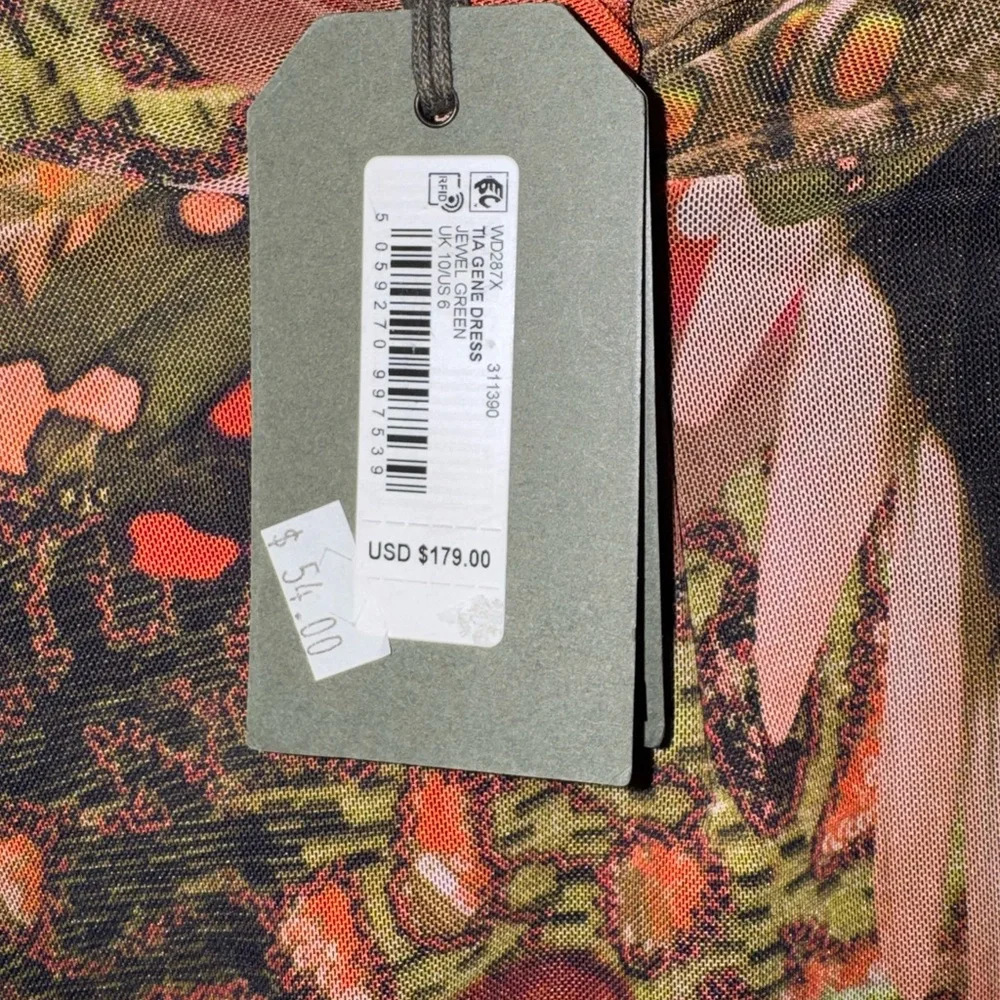 RFID
EPC
WD287X 311390
TIA GENE DRESS
JEWEL GREEN
UK 10/US 6
5 059270 997539
USD $179.00
$ 54.00